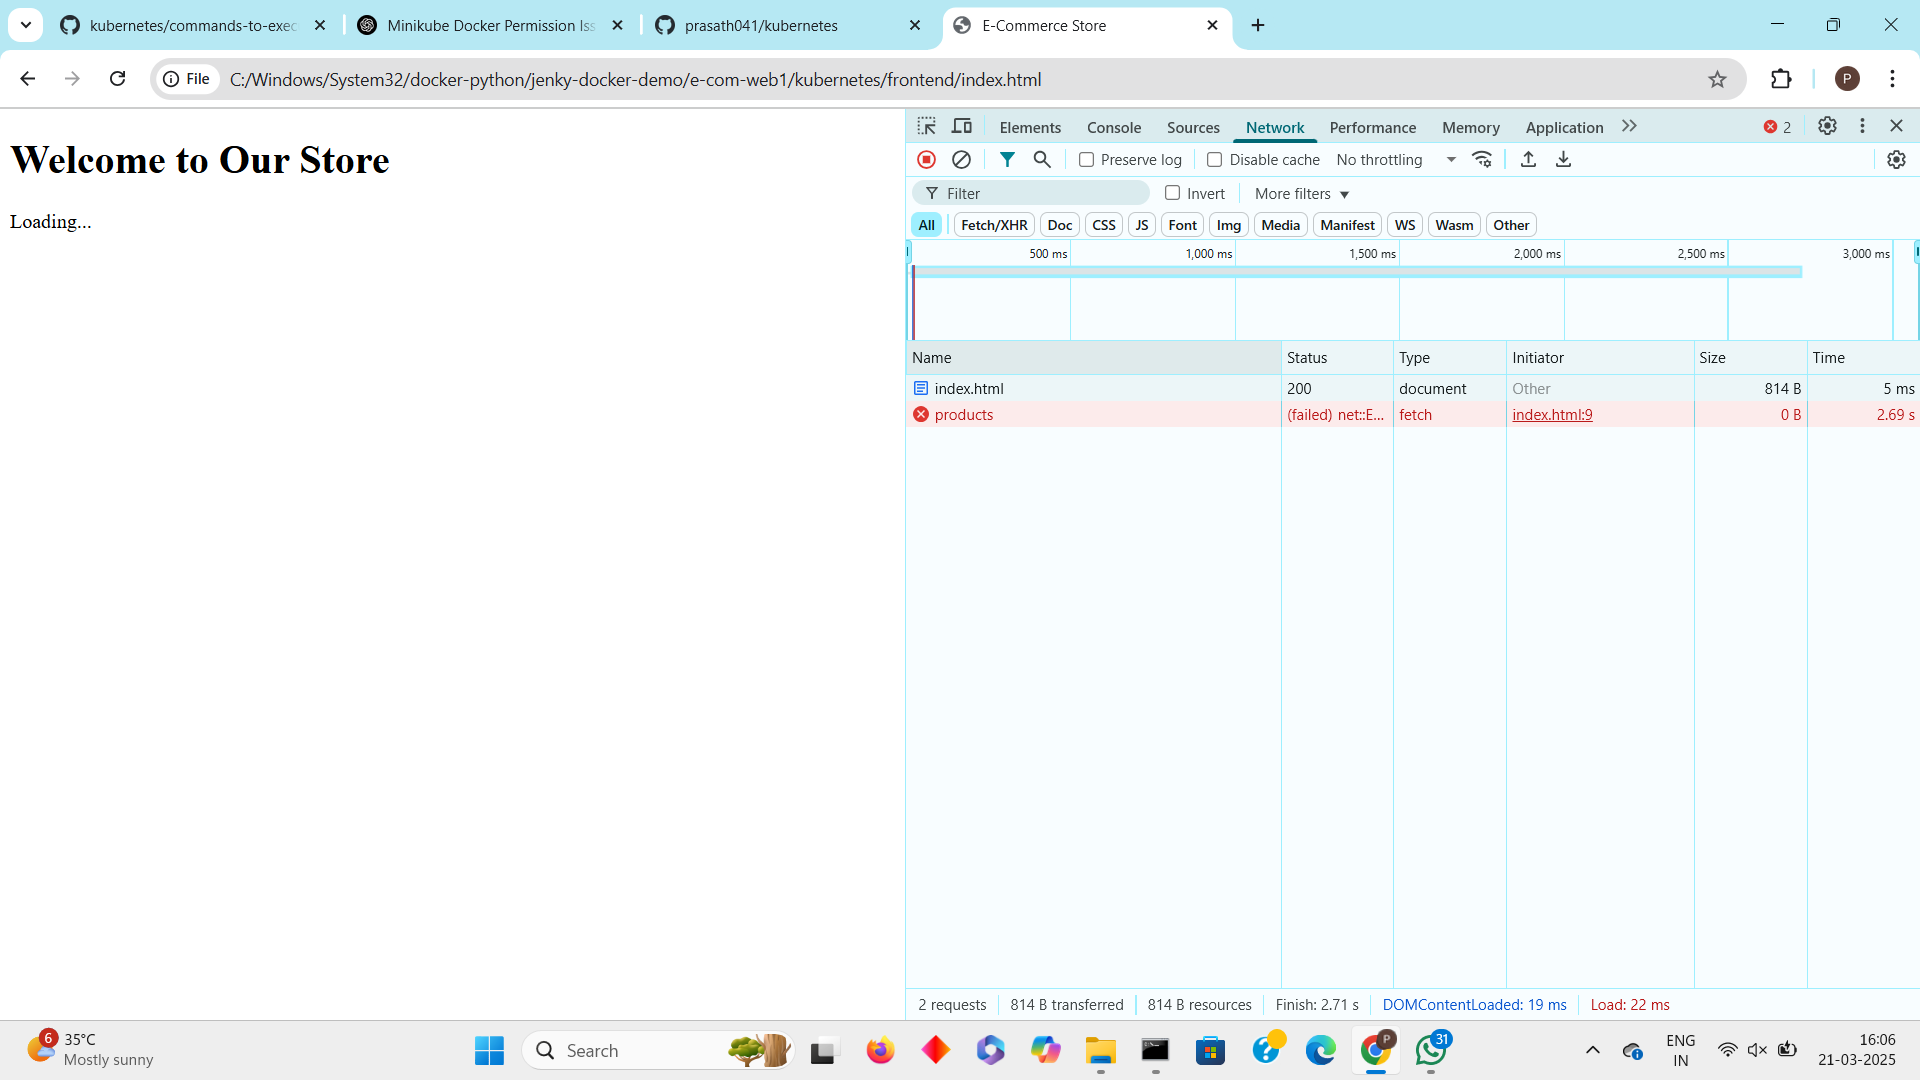 kubernetes/commands-to-exec
Minikube Docker Permission Iss
prasath041/kubernetes
E-Commerce Store
File
C:/Windows/System32/docker-python/jenky-docker-demo/e-com-web1/kubernetes/frontend/index.html
P
Welcome to Our Store
Loading...
Elements Console Sources Network Performance Memory Application 2
Preserve log Disable cache No throttling
Filter Invert More filters
All Fetch/XHR Doc CSS JS Font Img Media Manifest WS Wasm Other
500 ms 1,000 ms 1,500 ms 2,000 ms 2,500 ms 3,000 ms
Name Status Type Initiator Size Time
index.html 200 document Other 814 B 5 ms
products (failed) net::E... fetch index.html:9 0 B 2.69 s
2 requests 814 B transferred 814 B resources Finish: 2.71 s DOMContentLoaded: 19 ms Load: 22 ms
6
35°C
Mostly sunny
Search
P
31
ENG
IN
16:06
21-03-2025